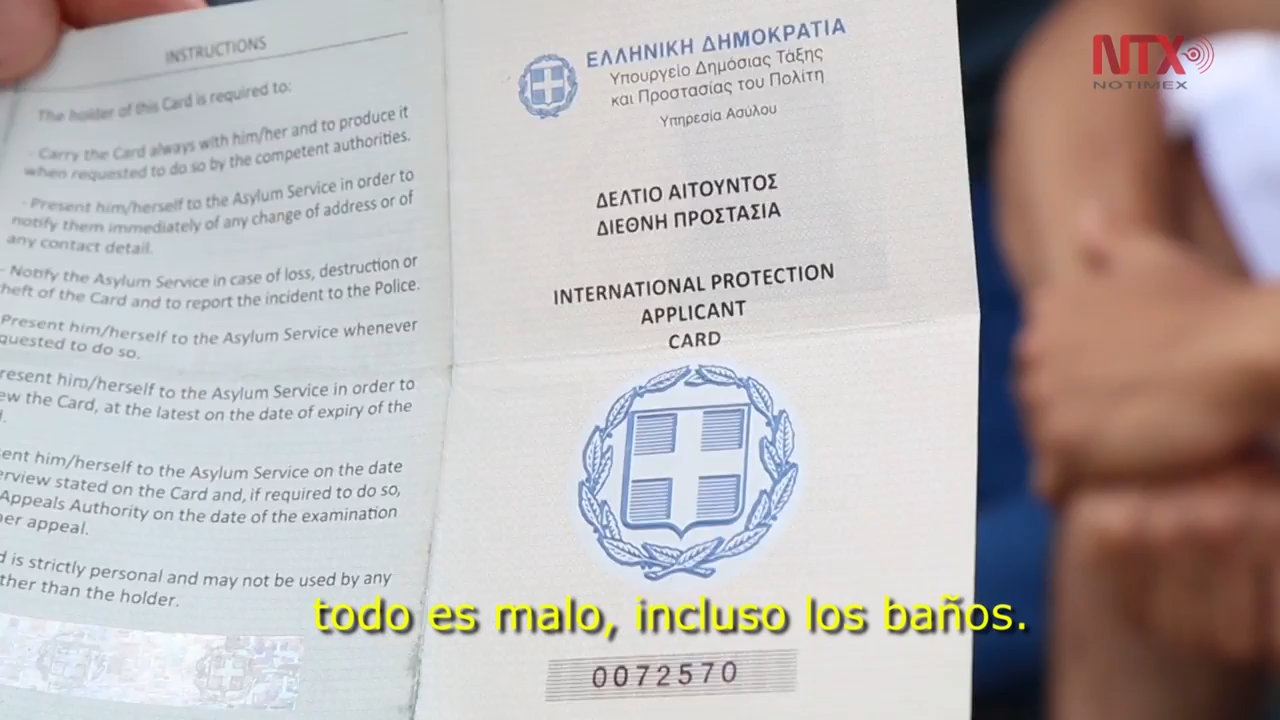 INSTRUCTIONS
The holder of this Card is required to:
- Carry the Card always with him/her and to produce it
when requested to do so by the competent authorities.
- Present him/herself to the Asylum Service in order to
notify them immediately of any change of address or of
any contact detail.
- Notify the Asylum Service in case of loss, destruction or
theft of the Card and to report the incident to the Police.
Present him/herself to the Asylum Service whenever
quested to do so.
resent him/herself to the Asylum Service in order to
ew the Card, at the latest on the date of expiry of the
ent him/herself to the Asylum Service on the date
erview stated on the Card and, if required to do so,
Appeals Authority on the date of the examination
er appeal.
d is strictly personal and may not be used by any
ther than the holder.
ΕΛΛΗΝΙΚΗ ΔΗΜΟΚΡΑΤΙΑ
Υπουργείο Δημόσιας Τάξης
και Προστασίας του Πολίτη
Υπηρεσία Ασύλου
ΔΕΛΤΙΟ ΑΙΤΟΥΝΤΟΣ
ΔΙΕΘΝΗ ΠΡΟΣΤΑΣΙΑ
INTERNATIONAL PROTECTION
APPLICANT
CARD
0072570
NTX
NOTIMEX
todo es malo, incluso los baños.